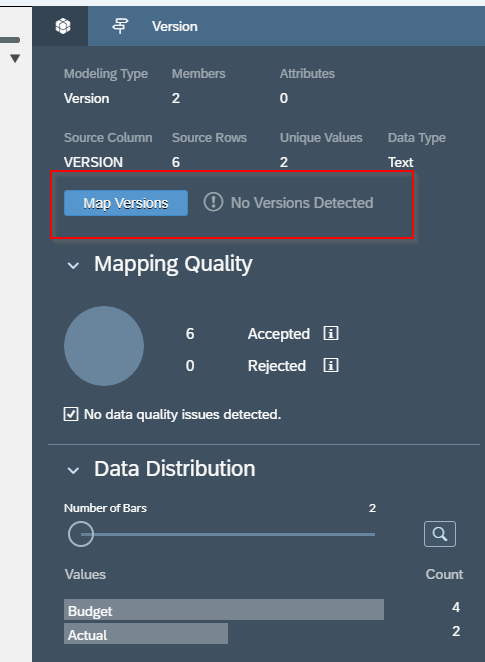 Version
Modeling Type Members Attributes
Version 2 0
Source Column Source Rows Unique Values Data Type
VERSION 6 2 Text
Map Versions No Versions Detected
Mapping Quality
6 Accepted
0 Rejected
No data quality issues detected.
Data Distribution
Number of Bars 2
Values Count
Budget 4
Actual 2